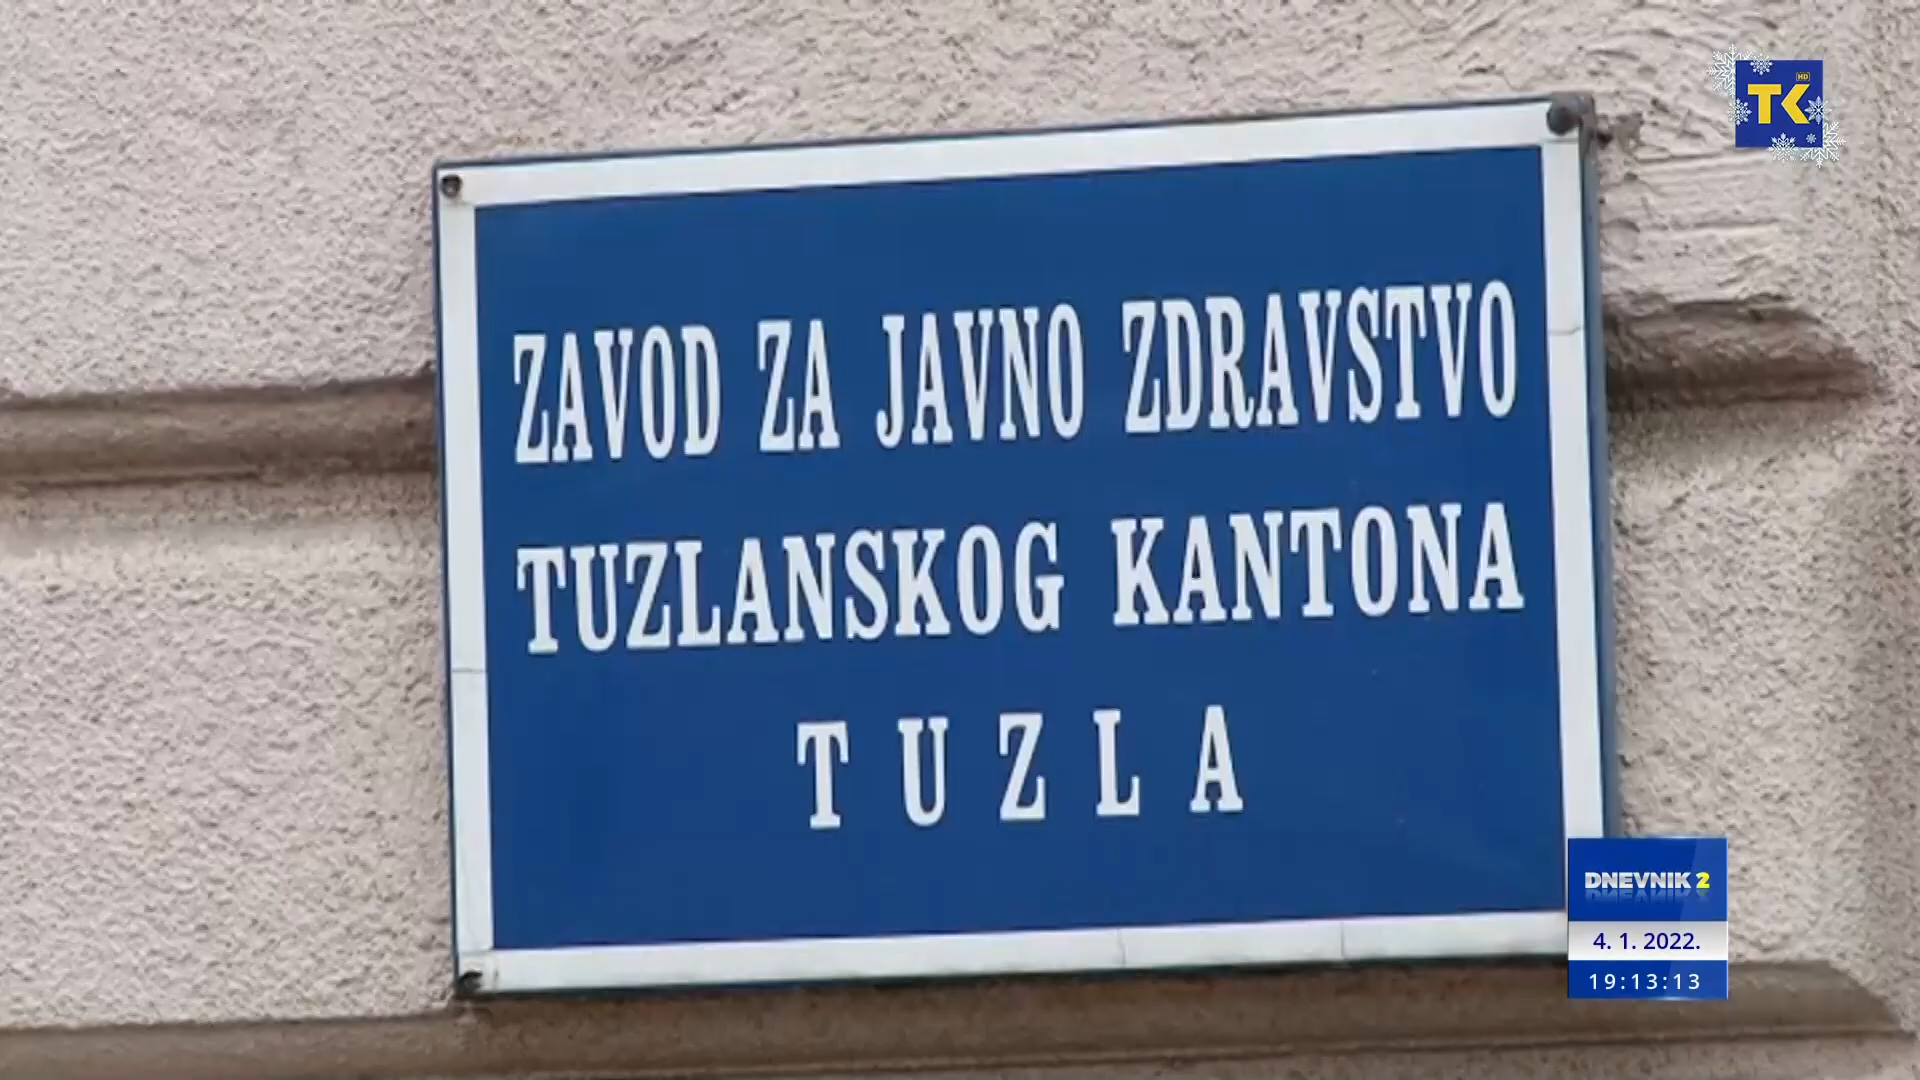 TK HD
ZAVOD ZA JAVNO ZDRAVSTVO
TUZLANSKOG KANTONA
TUZLA
DNEVNIK 2
4. 1. 2022.
19:13:13